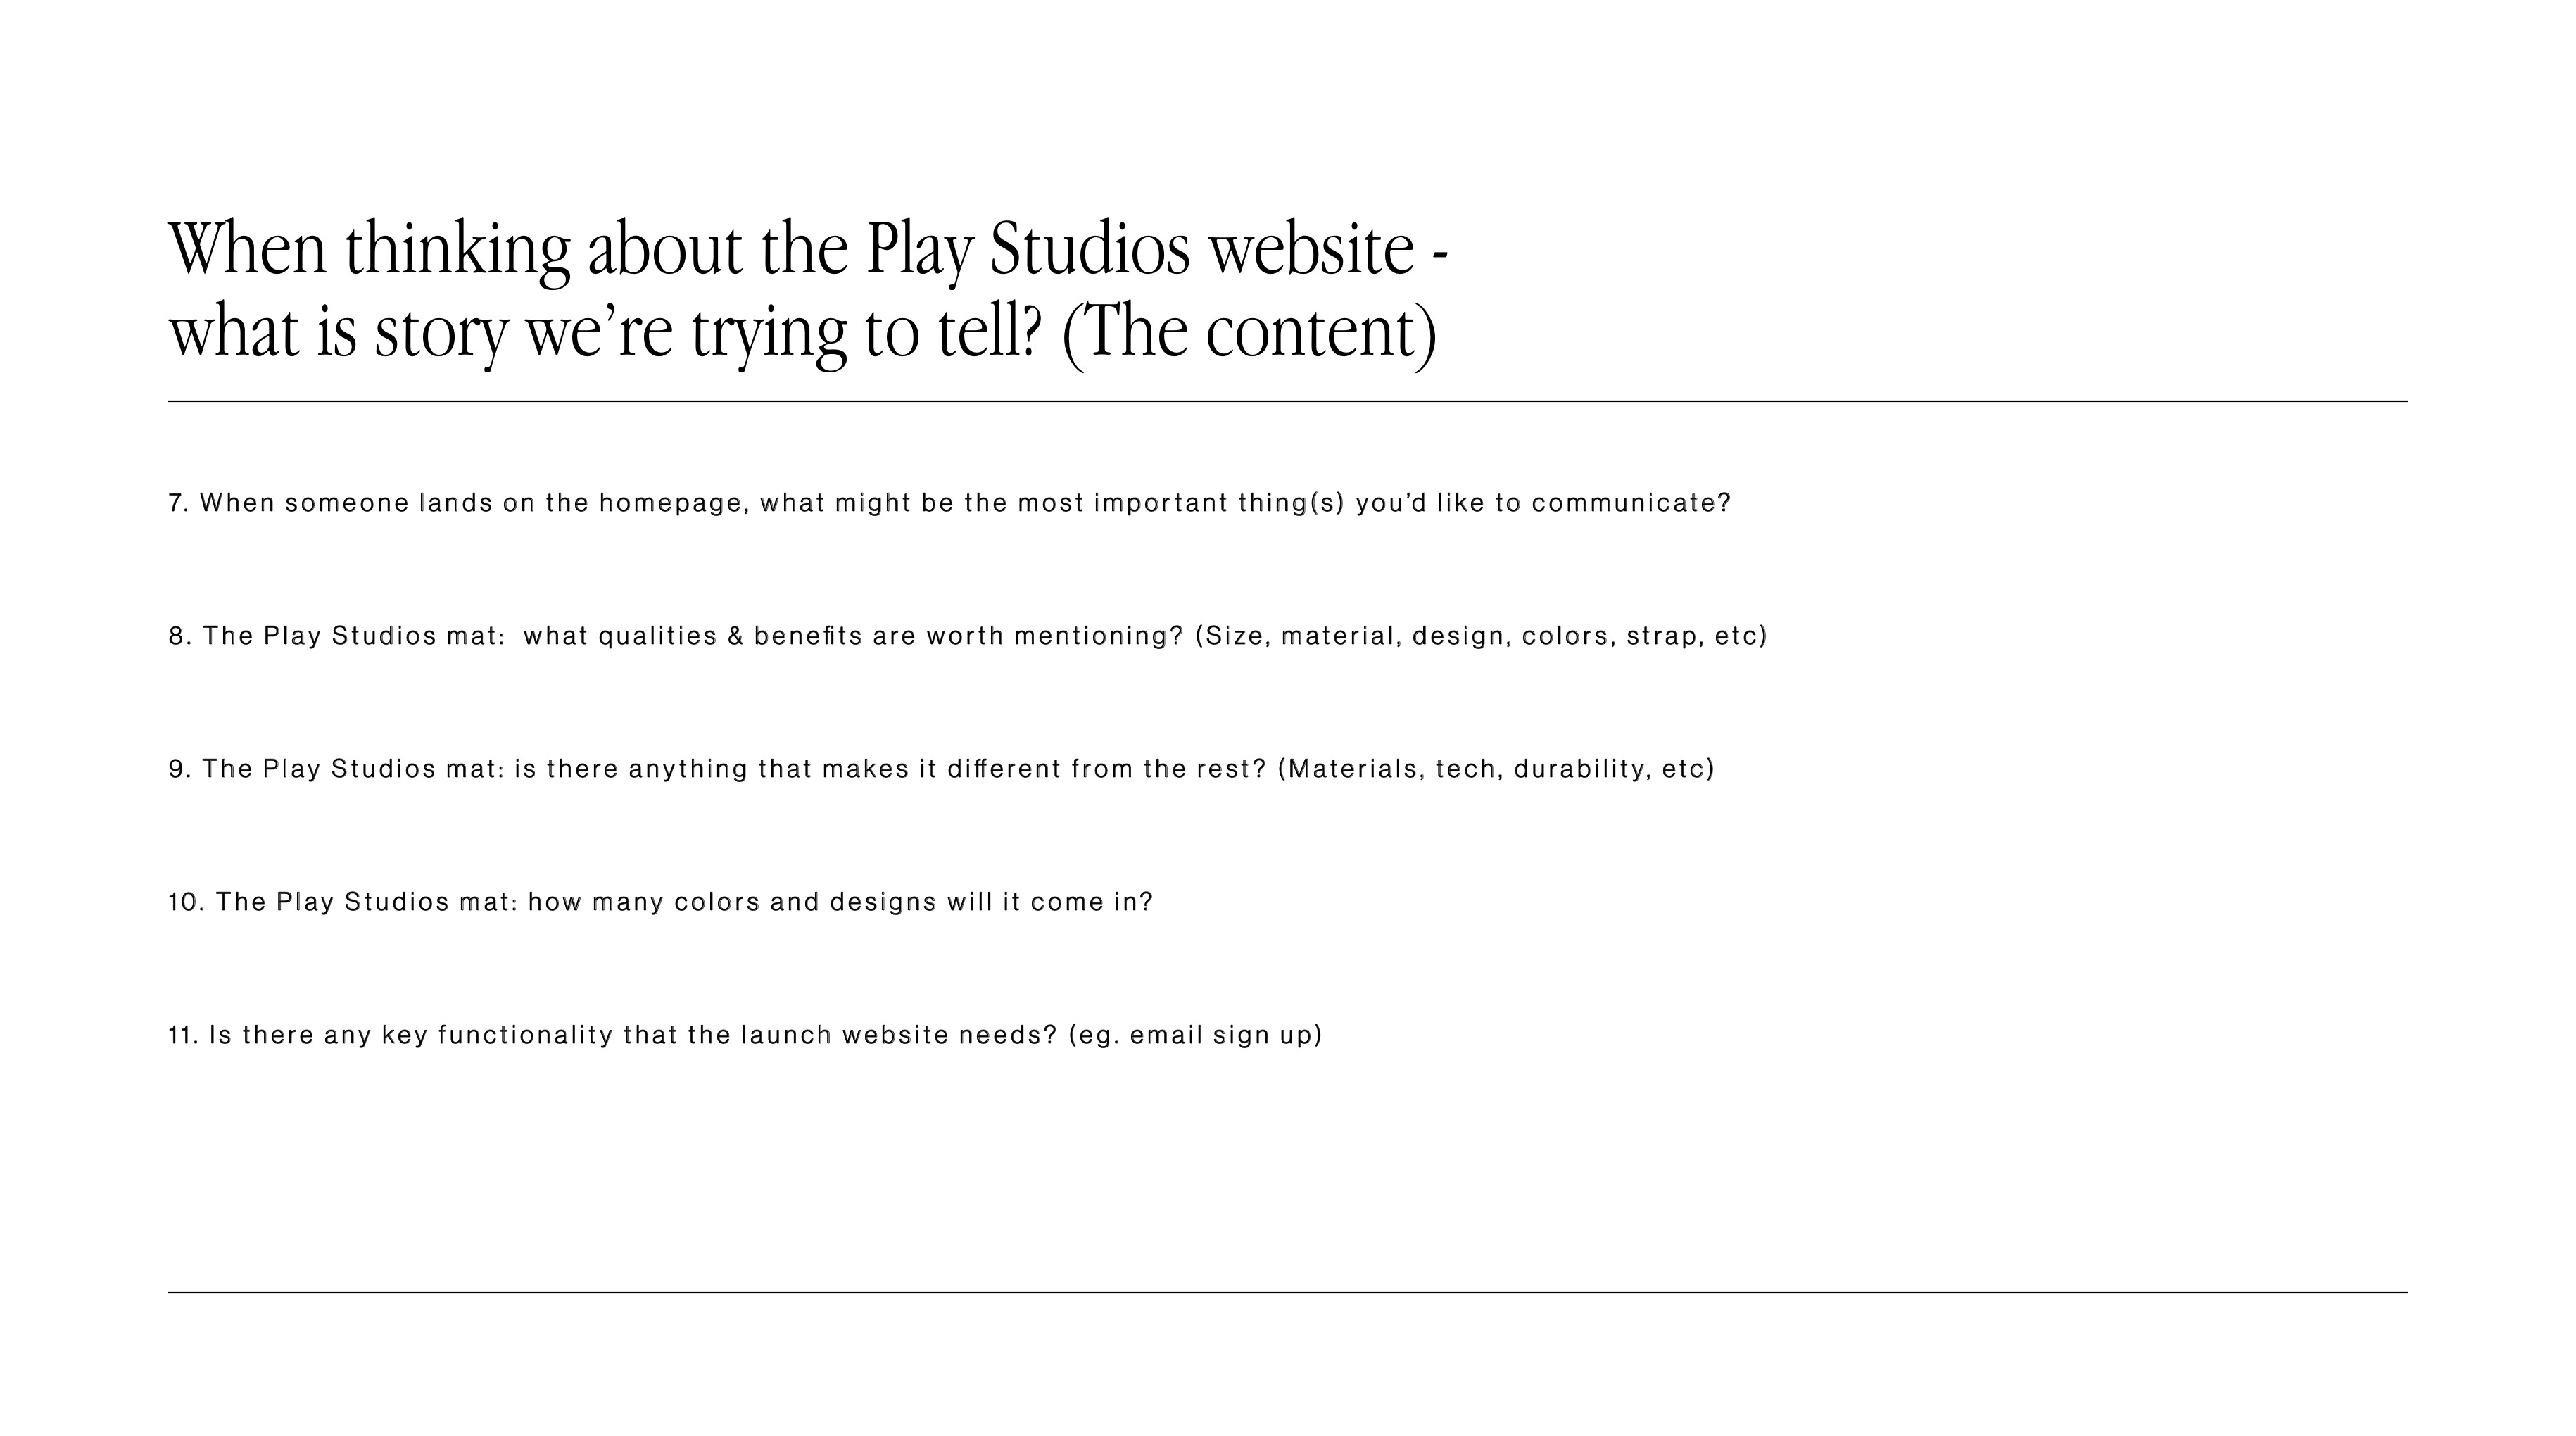 When thinking about the Play Studios website -
what is story we’re trying to tell? (The content)
7. When someone lands on the homepage, what might be the most important thing(s) you’d like to communicate?
8. The Play Studios mat:  what qualities & benefits are worth mentioning? (Size, material, design, colors, strap, etc)
9. The Play Studios mat: is there anything that makes it different from the rest? (Materials, tech, durability, etc)
10. The Play Studios mat: how many colors and designs will it come in?
11. Is there any key functionality that the launch website needs? (eg. email sign up)